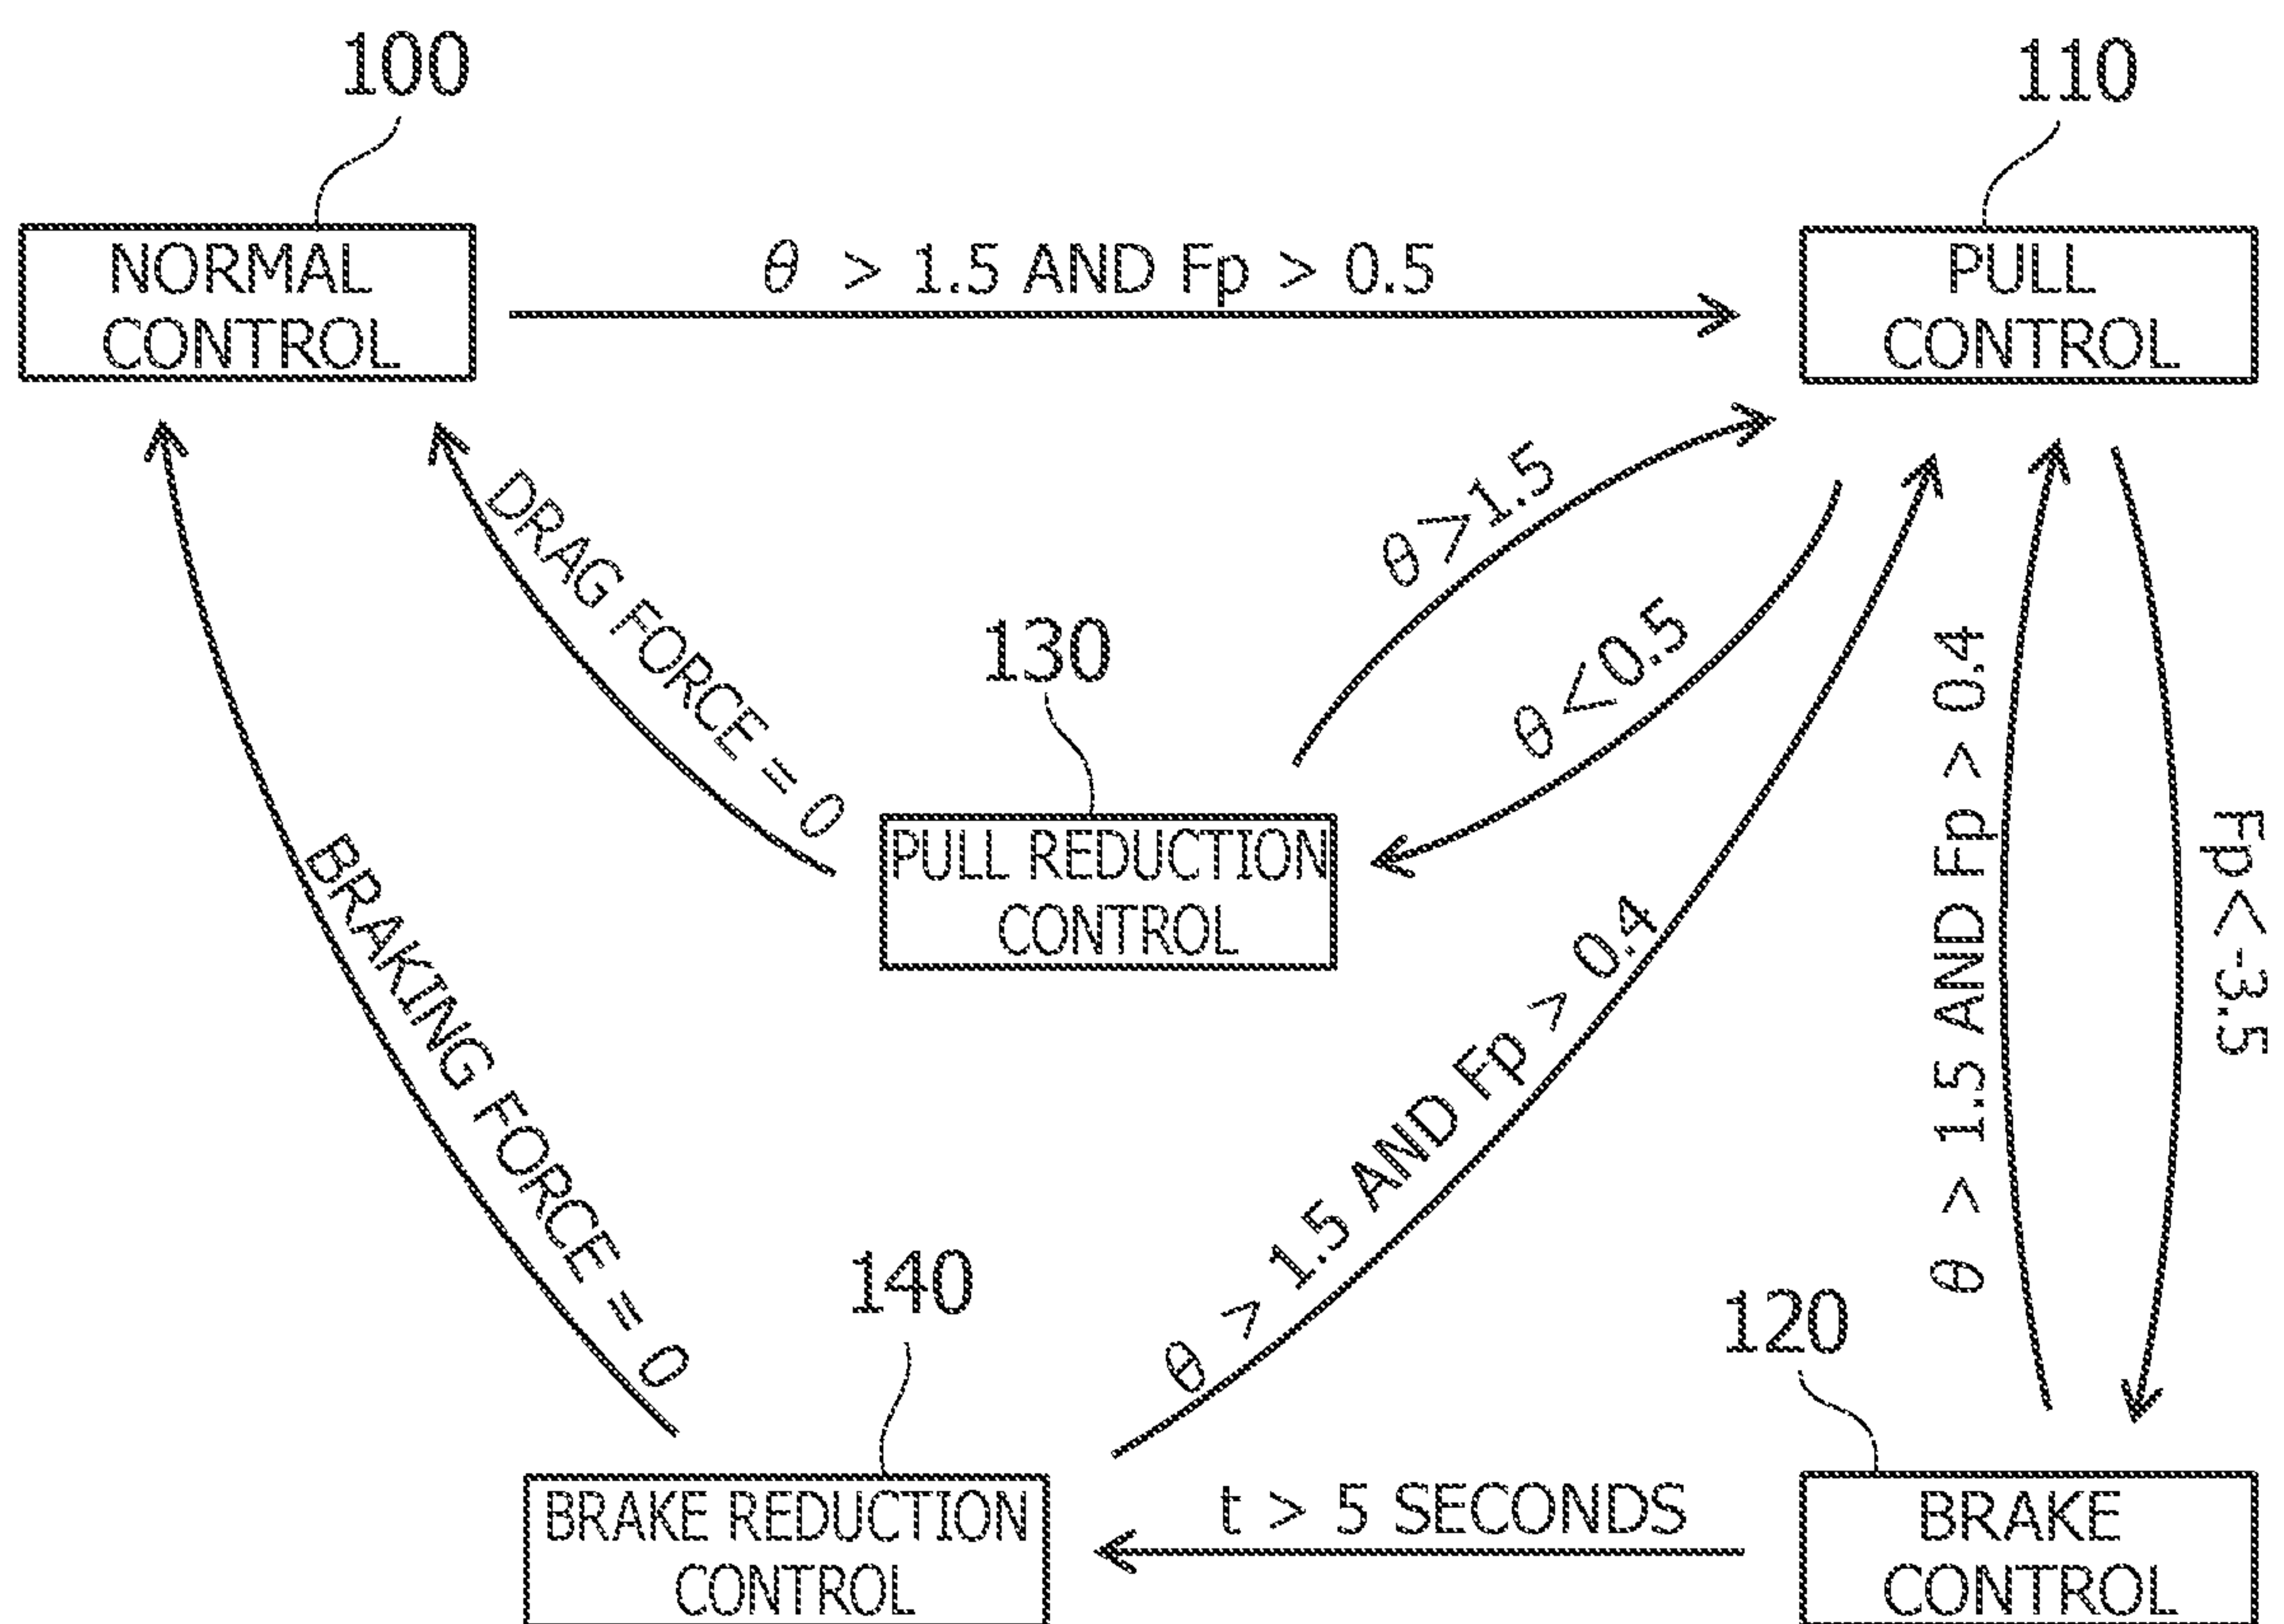 100
110
NORMAL
CONTROL
θ > 1.5 AND Fp > 0.5
PULL
CONTROL
DRAG FORCE = 0
θ >1.5
θ <0.5
130
PULL REDUCTION
CONTROL
BRAKING FORCE = 0
θ > 1.5 AND Fp > 0.4
θ > 1.5 AND Fp > 0.4
Fp<-3.5
140
120
BRAKE REDUCTION
CONTROL
t > 5 SECONDS
BRAKE
CONTROL